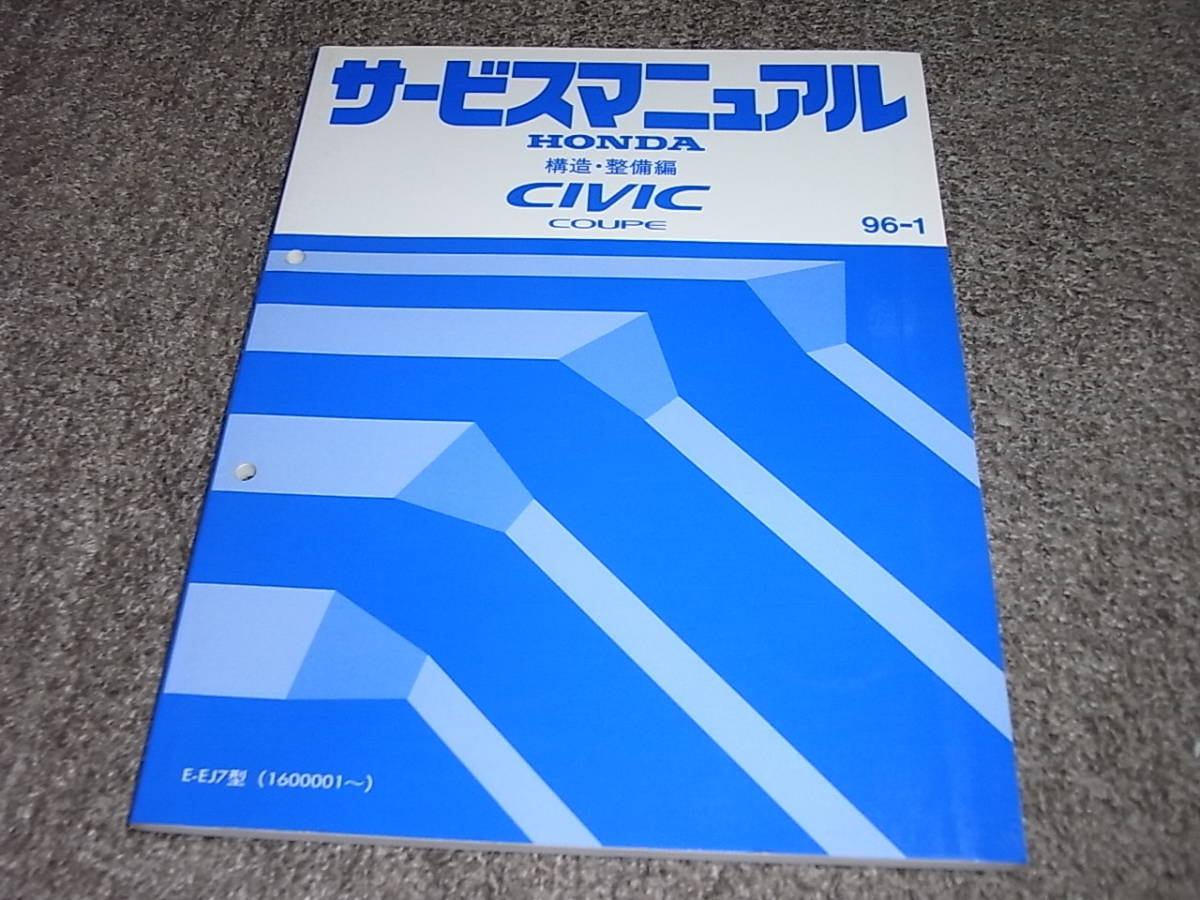 サービスマニュアル
HONDA
構造・整備編
CIVIC
COUPE
96-1
E-EJ7型 (1600001〜)